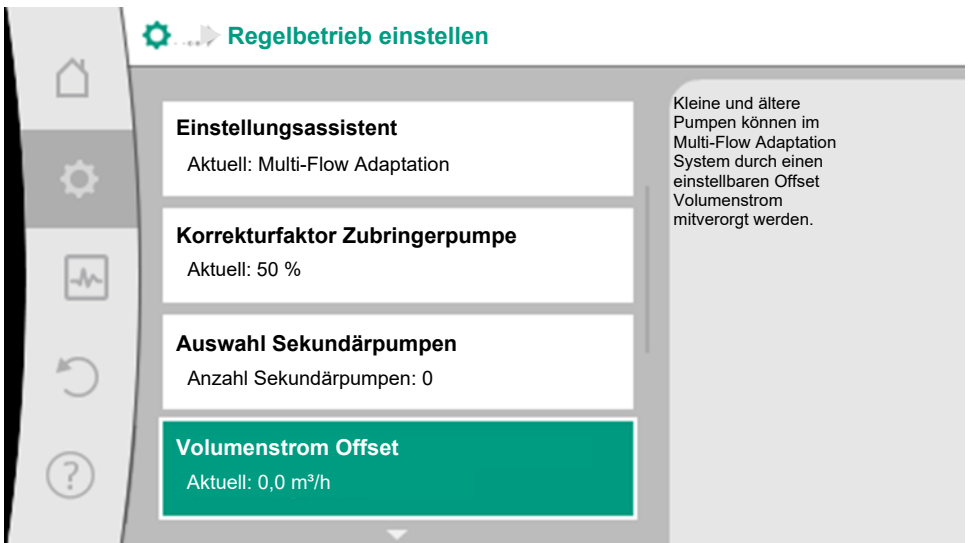 Regelbetrieb einstellen
Einstellungsassistent
Aktuell: Multi-Flow Adaptation
Korrekturfaktor Zubringerpumpe
Aktuell: 50 %
Auswahl Sekundärpumpen
Anzahl Sekundärpumpen: 0
Volumenstrom Offset
Aktuell: 0,0 m³/h
Kleine und ältere
Pumpen können im
Multi-Flow Adaptation
System durch einen
einstellbaren Offset
Volumenstrom
mitverorgt werden.
?